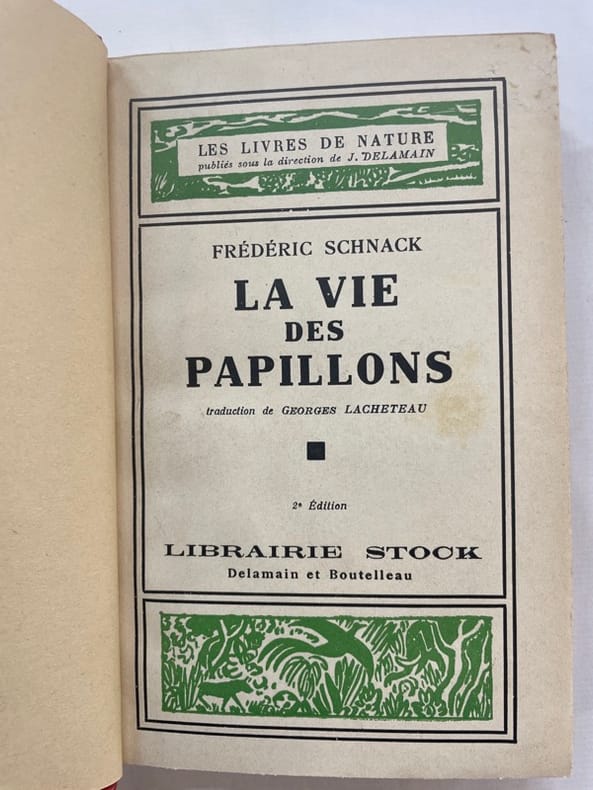 LES LIVRES DE NATURE
publiés sous la direction de J. DELAMAIN
FRÉDÉRIC SCHNACK
LA VIE
DES
PAPILLONS
traduction de GEORGES LACHETEAU
2e Édition
LIBRAIRIE STOCK
Delamain et Boutelleau